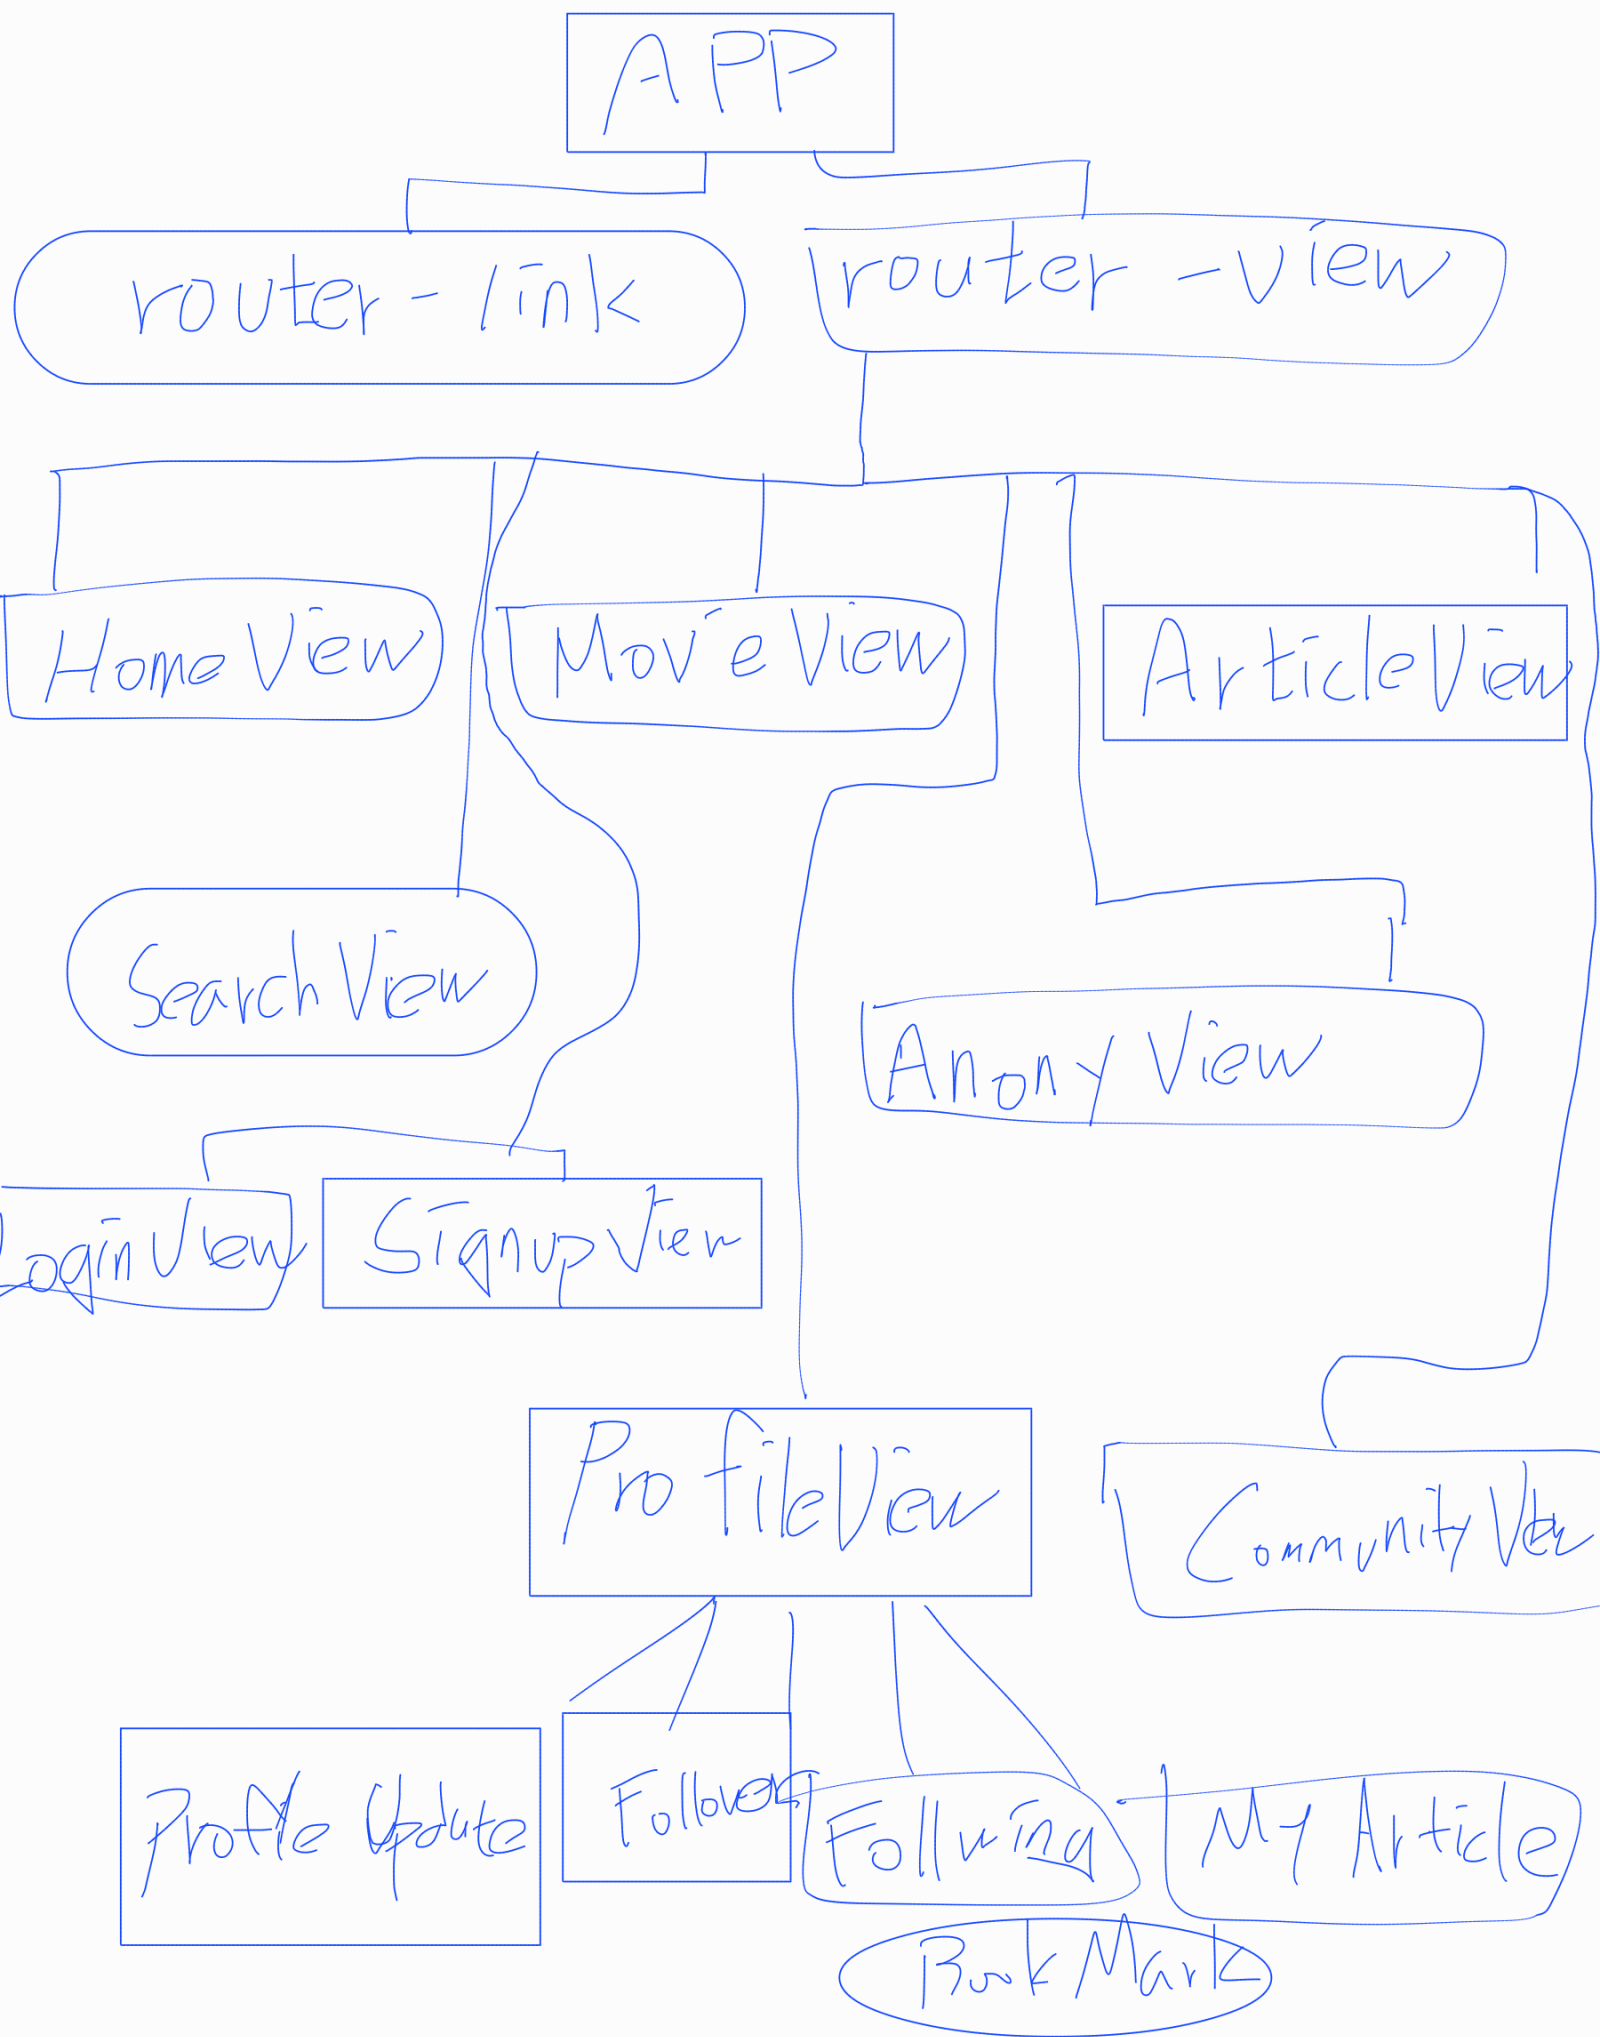 APP
router-link
router-view
HomeView
MovieView
ArticleView
SearchView
AnonyView
LoginView
SignupView
ProfileView
CommunityView
Profile Update
Follower
Follwing
My Article
BookMark